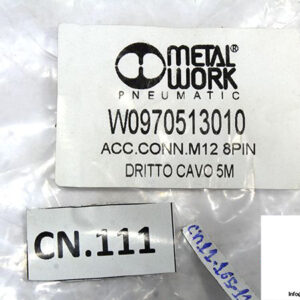 METAL®
WORK
PNEUMATIC
W0970513010
ACC.CONN.M12 8PIN
DRITTO CAVO 5M
CN.111